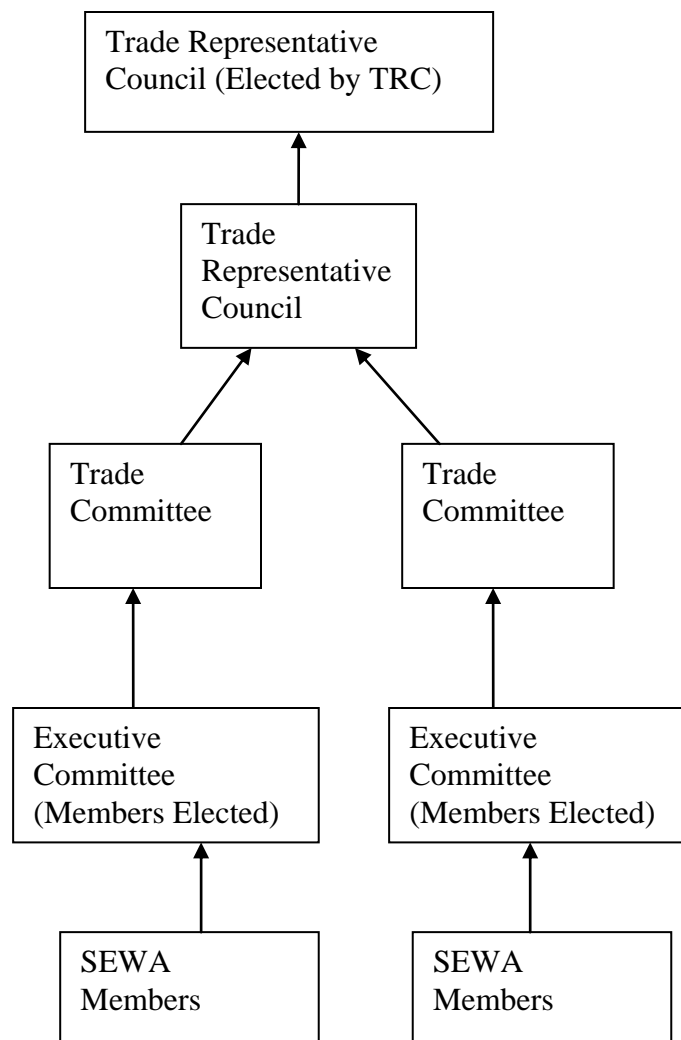 Trade Representative
Council (Elected by TRC)
Trade
Representative
Council
Trade
Committee
Trade
Committee
Executive
Committee
(Members Elected)
Executive
Committee
(Members Elected)
SEWA
Members
SEWA
Members